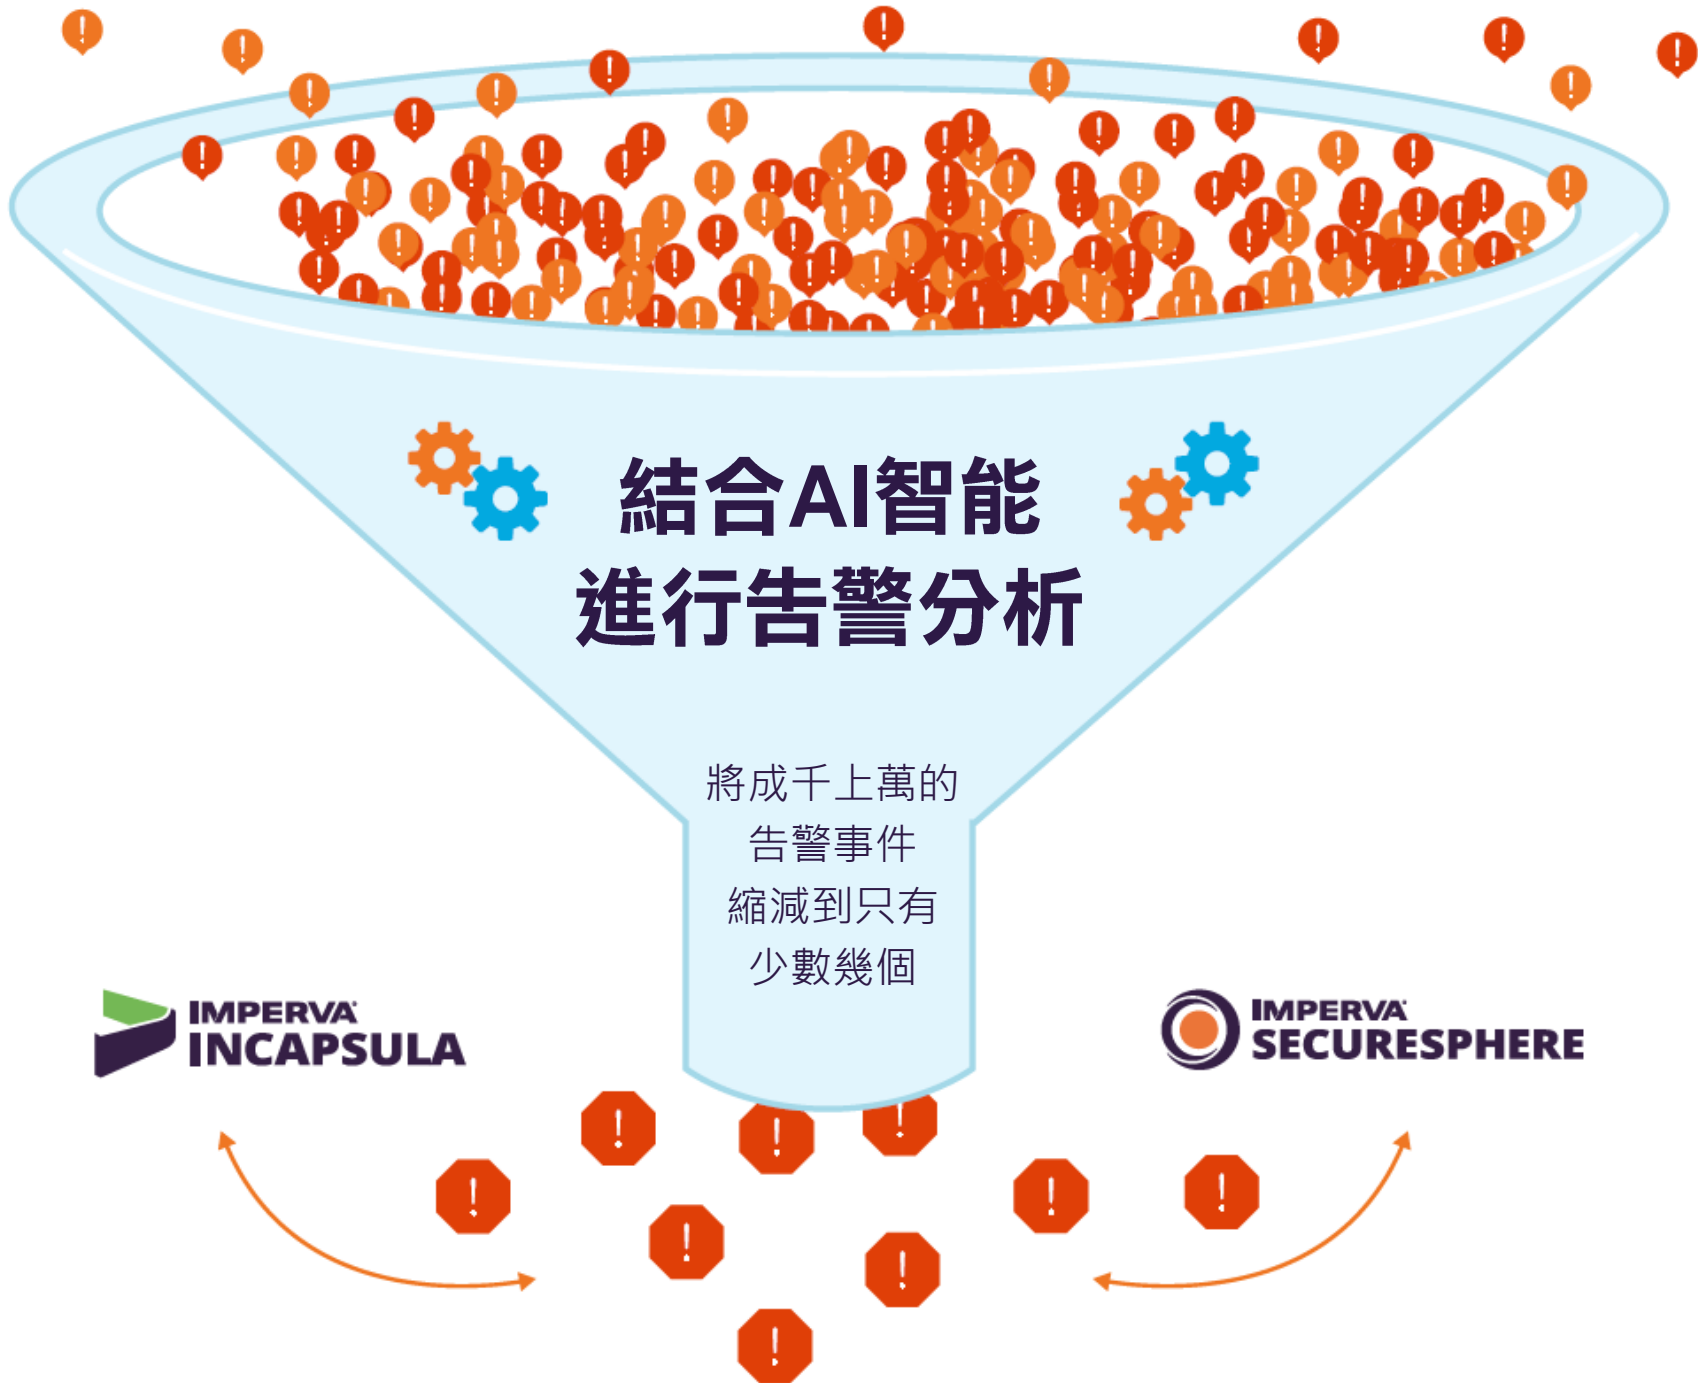 結合AI智能
進行告警分析
將成千上萬的
告警事件
縮減到只有
少數幾個
IMPERVA
INCAPSULA
IMPERVA
SECURESPHERE